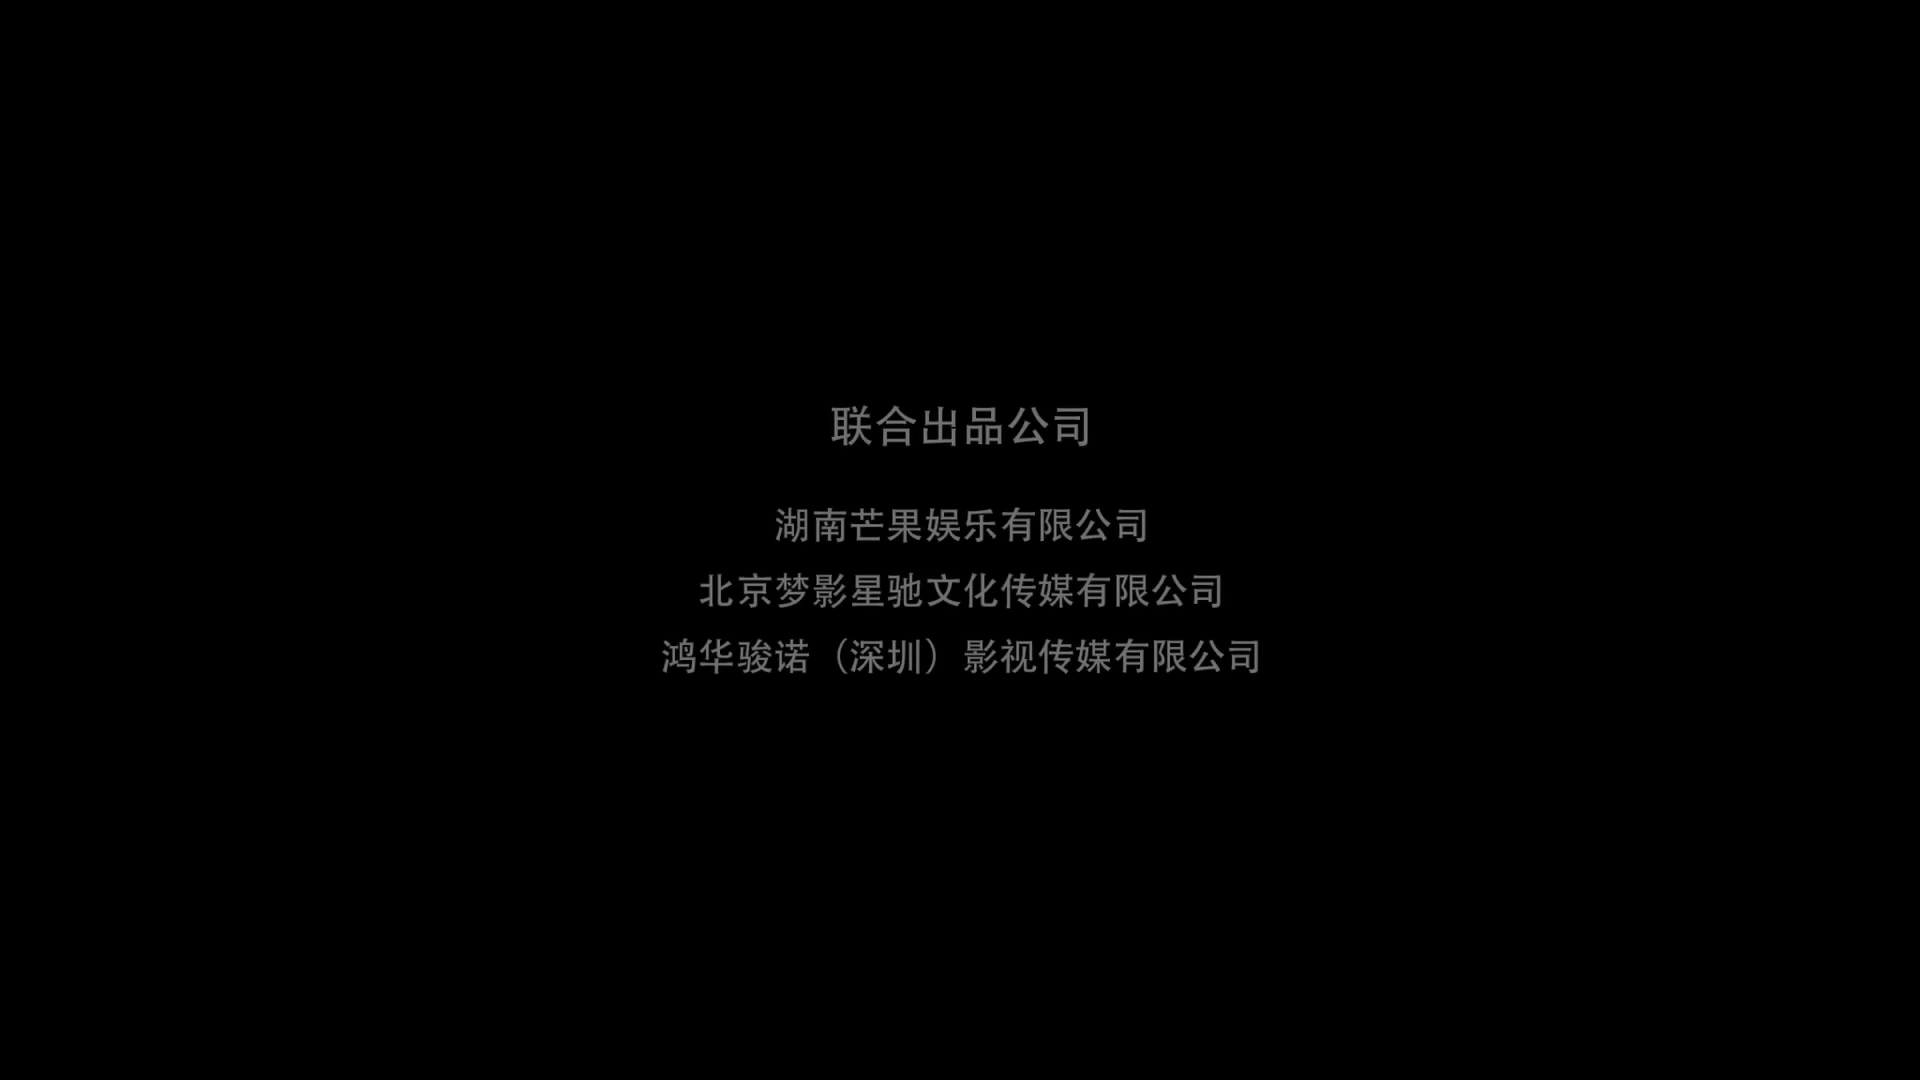 联合出品公司
湖南芒果娱乐有限公司
北京梦影星驰文化传媒有限公司
鸿华骏诺（深圳）影视传媒有限公司